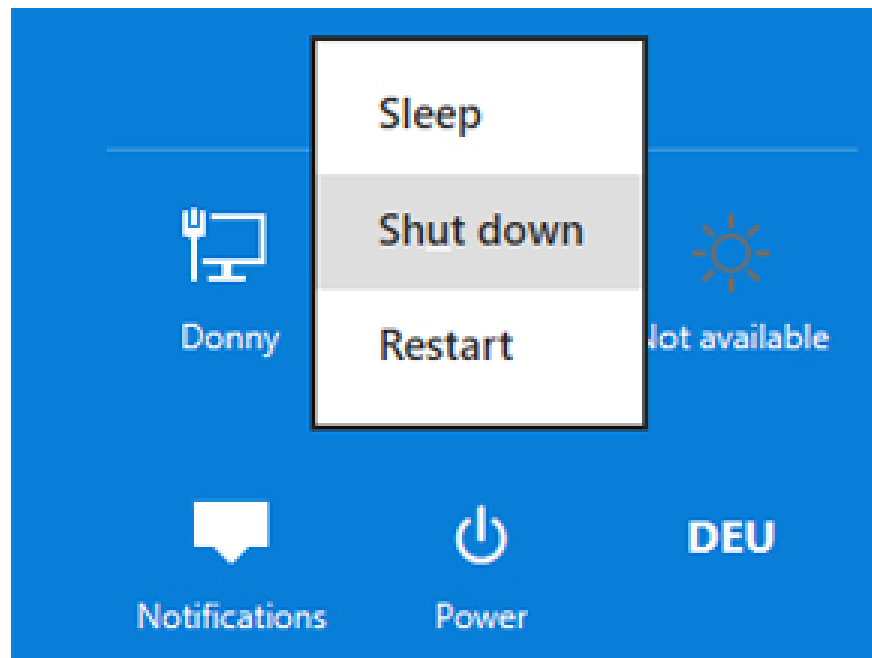 Sleep
Shut down
Restart
Donny
Not available
Notifications
Power
DEU